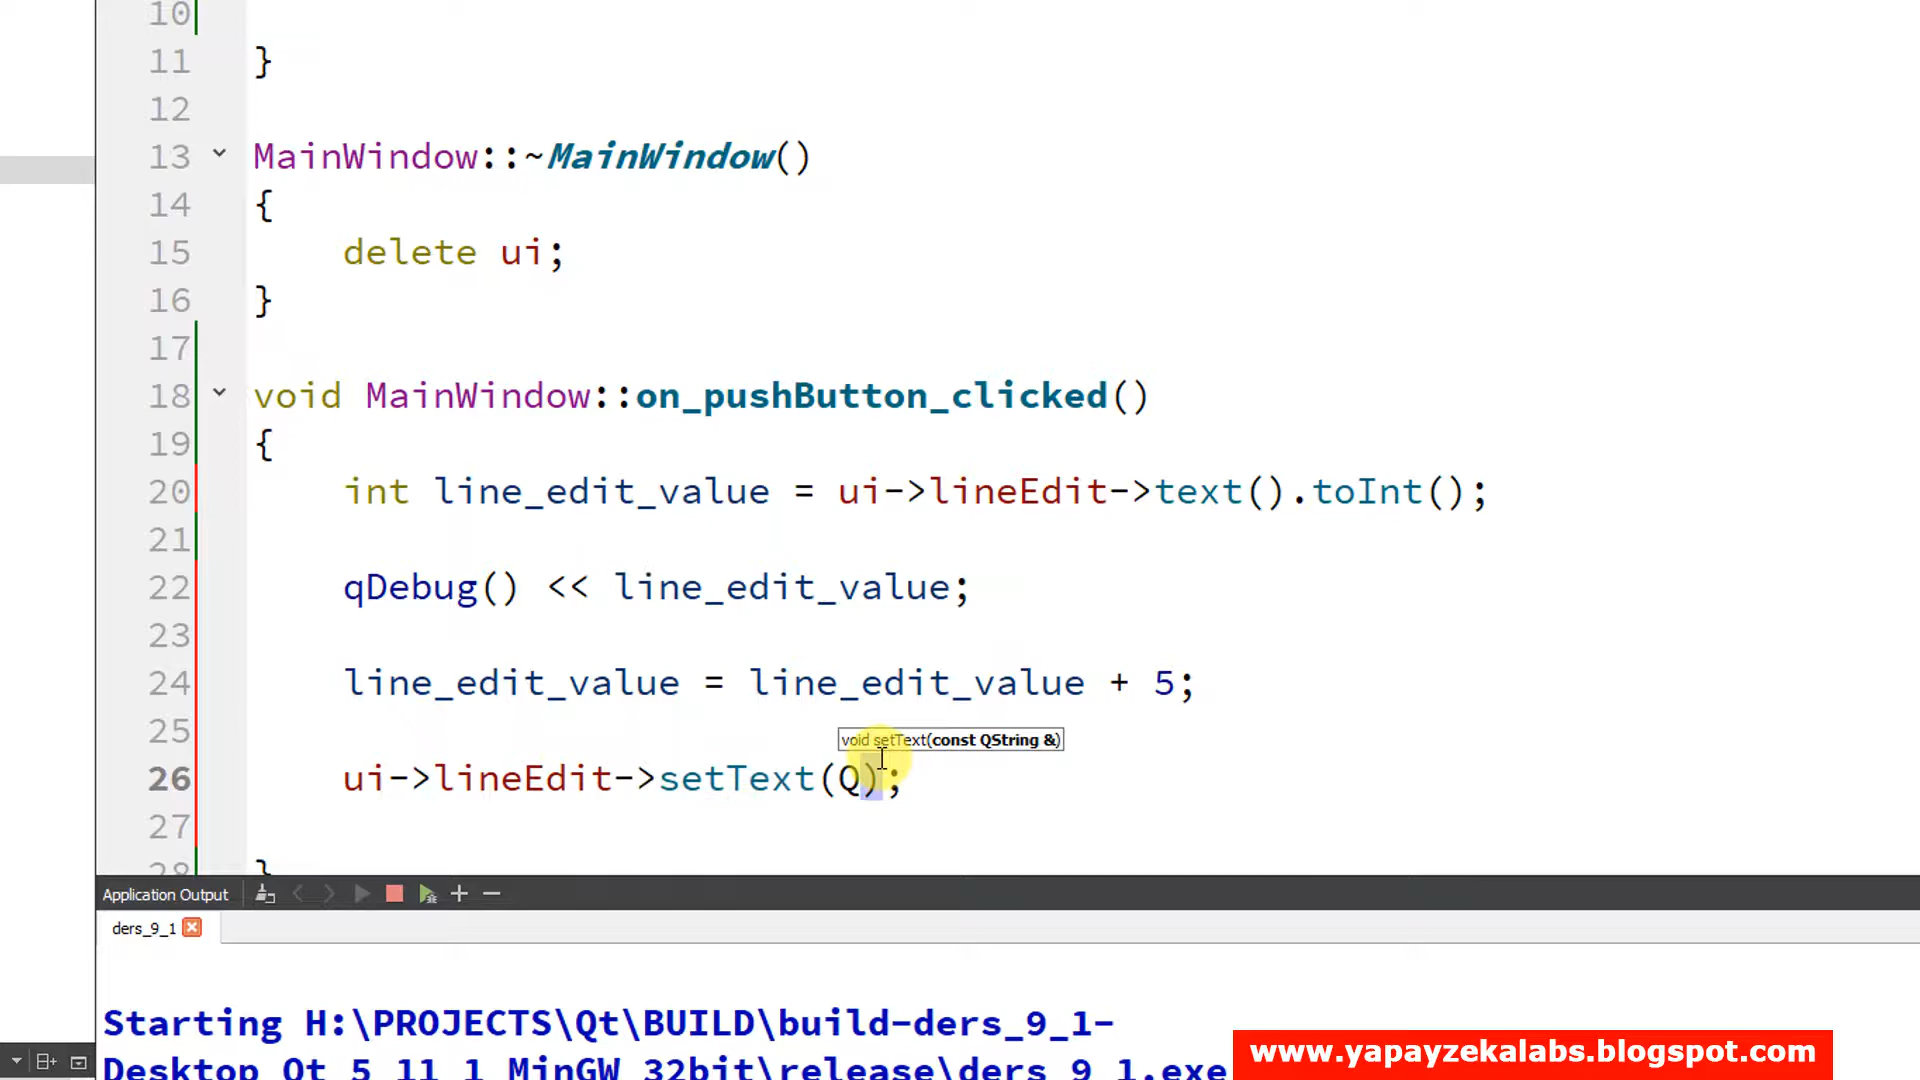 10
11 }
12
13 MainWindow::~MainWindow()
14 {
15 delete ui;
16 }
17
18 void MainWindow::on_pushButton_clicked()
19 {
20 int line_edit_value = ui->lineEdit->text().toInt();
21
22 qDebug() << line_edit_value;
23
24 line_edit_value = line_edit_value + 5;
25
void setText(const QString &)
26 ui->lineEdit->setText(Q);
27
28 }
Application Output
ders_9_1
Starting H:\PROJECTS\Qt\BUILD\build-ders_9_1-
Desktop_Qt_5_11_1_MinGW_32bit\release\ders_9_1.exe
www.yapayzekalabs.blogspot.com